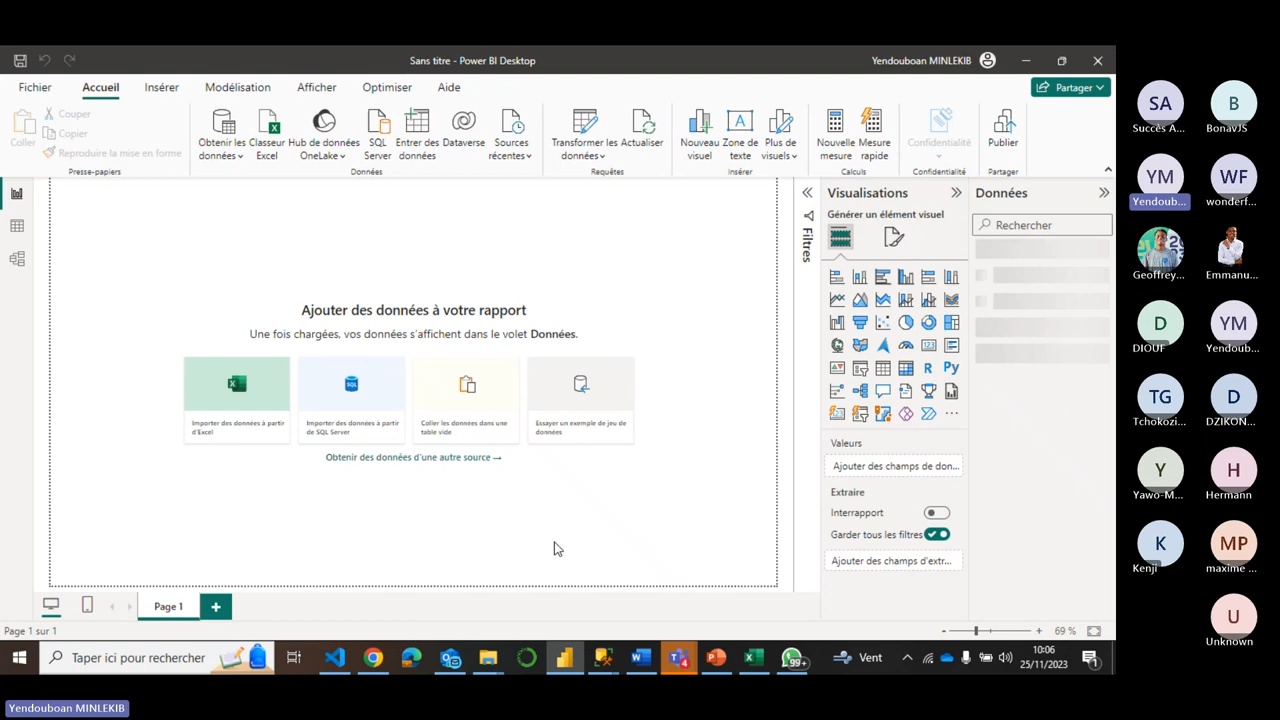 Sans titre - Power BI Desktop
Yendouboan MINLEKIB
Fichier
Accueil
Insérer
Modélisation
Afficher
Optimiser
Aide
Partager
Coller
Couper
Copier
Reproduire la mise en forme
Presse-papiers
Obtenir les données
Classeur Excel
Hub de données OneLake
SQL Server
Entrer des données
Dataverse
Sources récentes
Données
Transformer les données
Actualiser
Requêtes
Nouveau visuel
Zone de texte
Plus de visuels
Insérer
Nouvelle mesure
Mesure rapide
Calculs
Confidentialité
Confidentialité
Publier
Partager
Ajouter des données à votre rapport
Une fois chargées, vos données s'affichent dans le volet Données.
SQL
Importer des données à partir d'Excel
Importer des données à partir de SQL Server
Coller les données dans une table vide
Essayer un exemple de jeu de données
Obtenir des données d'une autre source →
Filtres
Visualisations
Générer un élément visuel
R
Py
123
...
Valeurs
Ajouter des champs de don...
Extraire
Interrapport
Garder tous les filtres
Ajouter des champs d'extr...
Données
Rechercher
Page 1
Page 1 sur 1
69 %
Taper ici pour rechercher
99+
Vent
10:06
25/11/2023
1
SA
Succès A...
B
BonavJS
YM
Yendoub...
WF
wonderf...
Geoffrey...
Emmanu...
D
DIOUF
YM
Yendoub...
TG
Tchokozi...
D
DZIKON...
Y
Yawo-M...
H
Hermann
K
Kenji
MP
maxime ...
U
Unknown
Yendouboan MINLEKIB